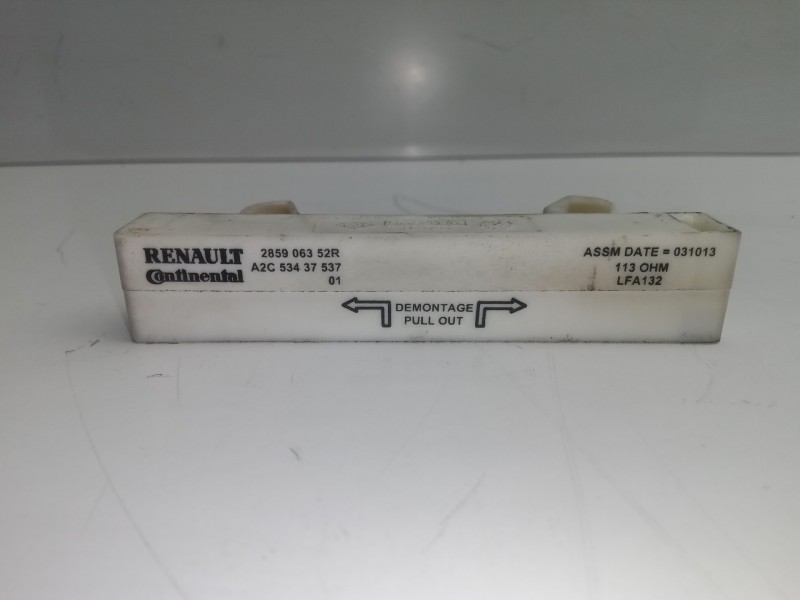 RENAULT
Continental
2859 063 52R
A2C 534 37 537
01
ASSM DATE = 031013
113 OHM
LFA132
DEMONTAGE
PULL OUT